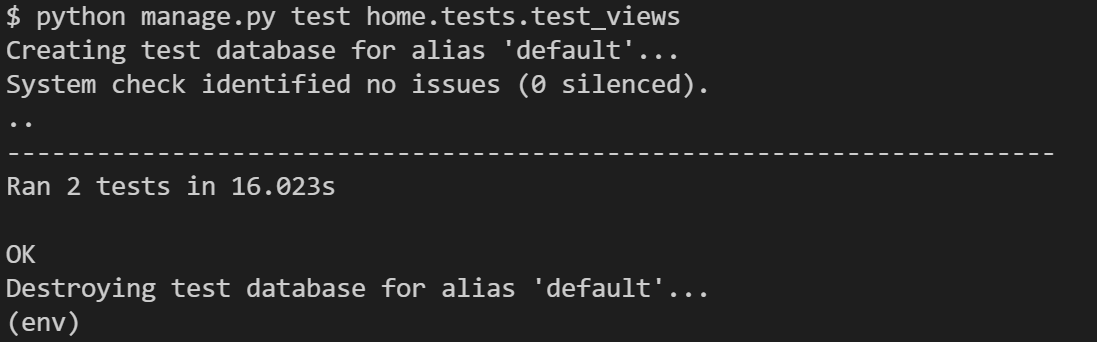 $ python manage.py test home.tests.test_views
Creating test database for alias 'default'...
System check identified no issues (0 silenced).
..
----------------------------------------------------------------------
Ran 2 tests in 16.023s

OK
Destroying test database for alias 'default'...
(env)